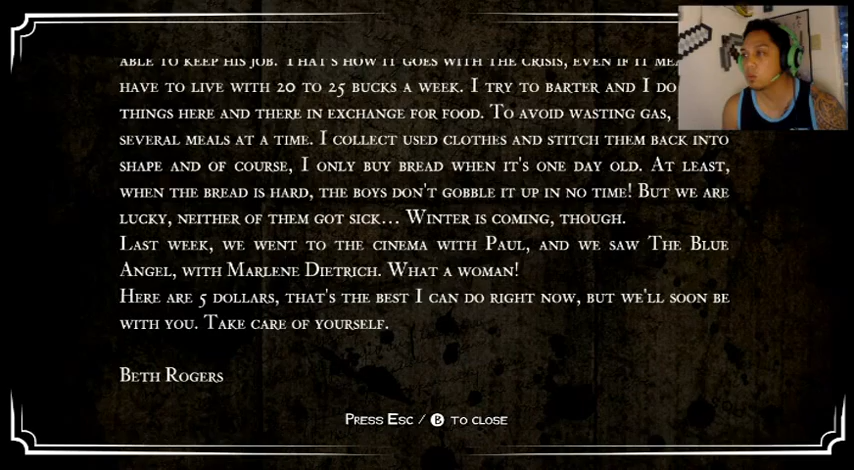 ABLE TO KEEP HIS JOB. THAT'S HOW IT GOES WITH THE CRISIS, EVEN IF IT
HAVE TO LIVE WITH 20 TO 25 BUCKS A WEEK. I TRY TO BARTER AND I DO
THINGS HERE AND THERE IN EXCHANGE FOR FOOD. TO AVOID WASTING GAS,
SEVERAL MEALS AT A TIME. I COLLECT USED CLOTHES AND STITCH THEM BACK INTO
SHAPE AND OF COURSE, I ONLY BUY BREAD WHEN IT'S ONE DAY OLD. AT LEAST,
WHEN THE BREAD IS HARD, THE BOYS DON'T GOBBLE IT UP IN NO TIME! BUT WE ARE
LUCKY, NEITHER OF THEM GOT SICK... WINTER IS COMING, THOUGH.
LAST WEEK, WE WENT TO THE CINEMA WITH PAUL, AND WE SAW THE BLUE
ANGEL, WITH MARLENE DIETRICH. WHAT A WOMAN!
HERE ARE 5 DOLLARS, THAT'S THE BEST I CAN DO RIGHT NOW, BUT WE'LL SOON BE
WITH YOU. TAKE CARE OF YOURSELF.
BETH ROGERS
PRESS ESC / B TO CLOSE